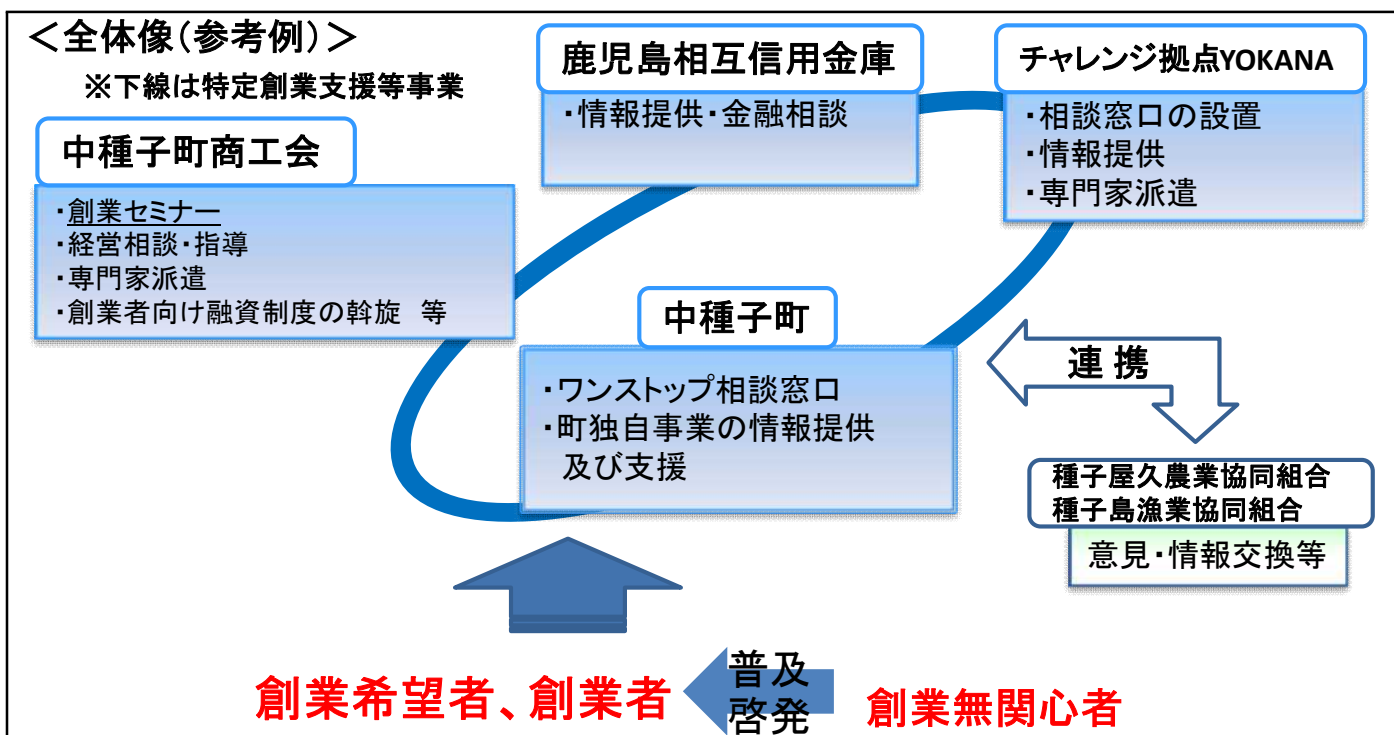 <全体像(参考例)>
※下線は特定創業支援等事業
鹿児島相互信用金庫
・情報提供・金融相談
チャレンジ拠点YOKANA
・相談窓口の設置
・情報提供
・専門家派遣
中種子町商工会
・創業セミナー
・経営相談・指導
・専門家派遣
・創業者向け融資制度の斡旋 等
中種子町
・ワンストップ相談窓口
・町独自事業の情報提供
及び支援
連 携
種子屋久農業協同組合
種子島漁業協同組合
意見・情報交換等
創業希望者、創業者
普及
啓発
創業無関心者